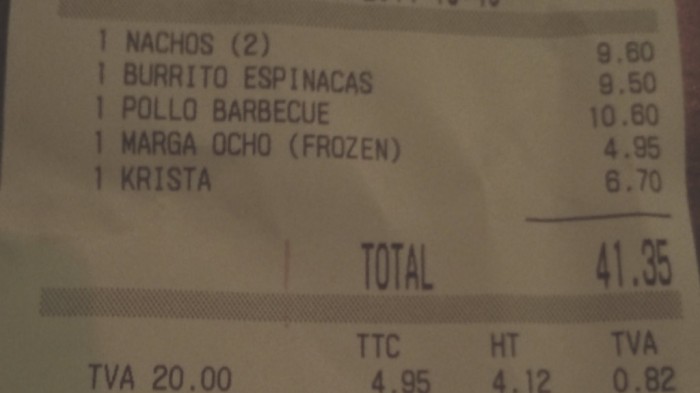 1 NACHOS (2) 9.60
1 BURRITO ESPINACAS 9.50
1 POLLO BARBECUE 10.60
1 MARGA OCHO (FROZEN) 4.95
1 KRISTA 6.70
TOTAL 41.35
TTC HT TVA
TVA 20.00 4.95 4.12 0.82